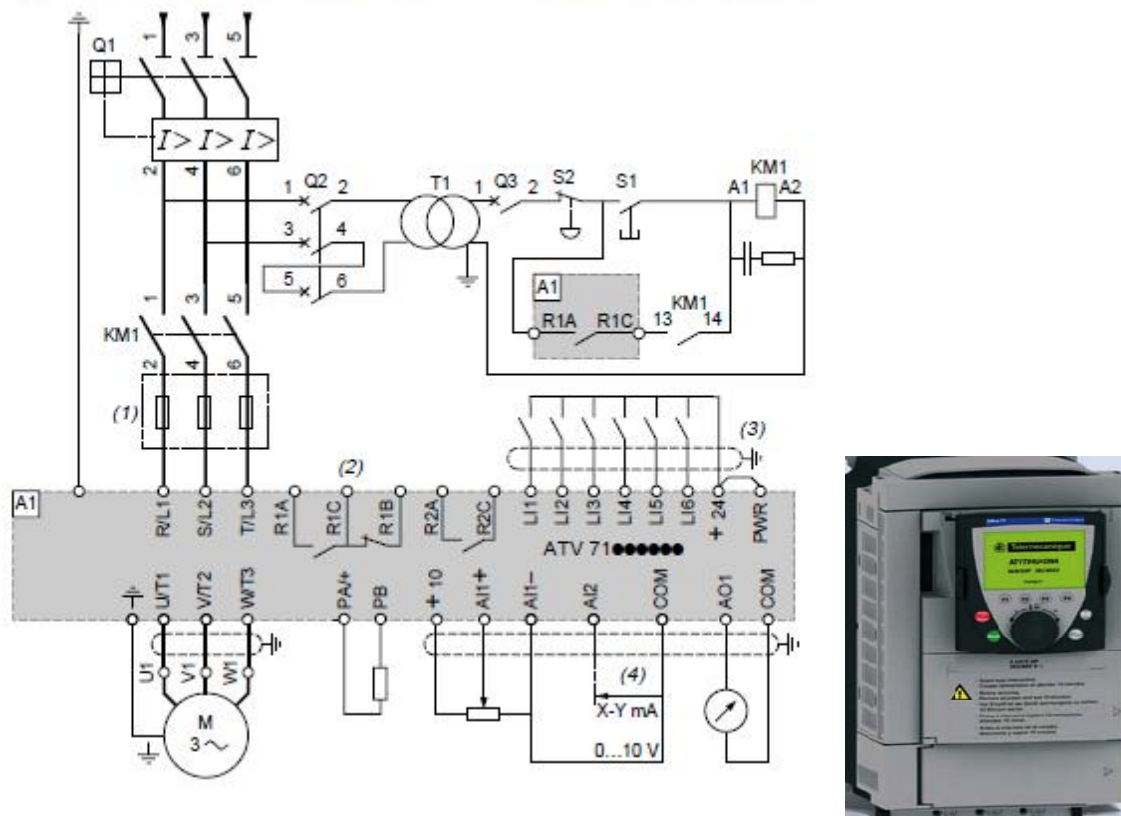 1 3 5
Q1
I> I> I>
2 4 6
1 Q2 2 T1 1 Q3 2 S2 S1 KM1
A1 A2
3 4
5 6
A1
R1A R1C 13 KM1 14
1 3 5
KM1
2 4 6
(1)
(2)
(3)
A1
R/L1 S/L2 T/L3 R1A R1C R1B R2A R2C LI1 LI2 LI3 LI4 LI5 LI6 + 24 PWR
ATV 71●●●●●●
U/T1 V/T2 W/T3 PA/+ PB + 10 AI1+ AI1– AI2 COM AO1 COM
U1 V1 W1
(4)
X-Y mA
0...10 V
M
3
Telemecanique